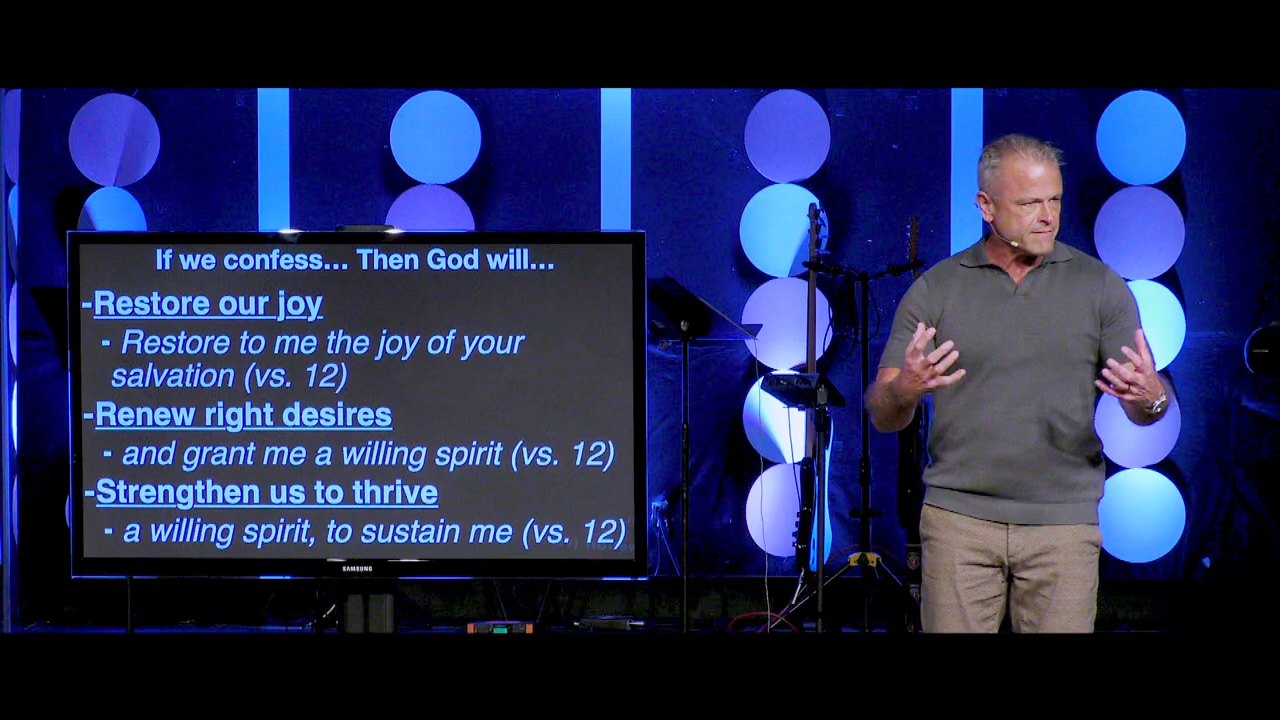 If we confess... Then God will...
-Restore our joy
- Restore to me the joy of your
salvation (vs. 12)
-Renew right desires
- and grant me a willing spirit (vs. 12)
-Strengthen us to thrive
- a willing spirit, to sustain me (vs. 12)
SAMSUNG